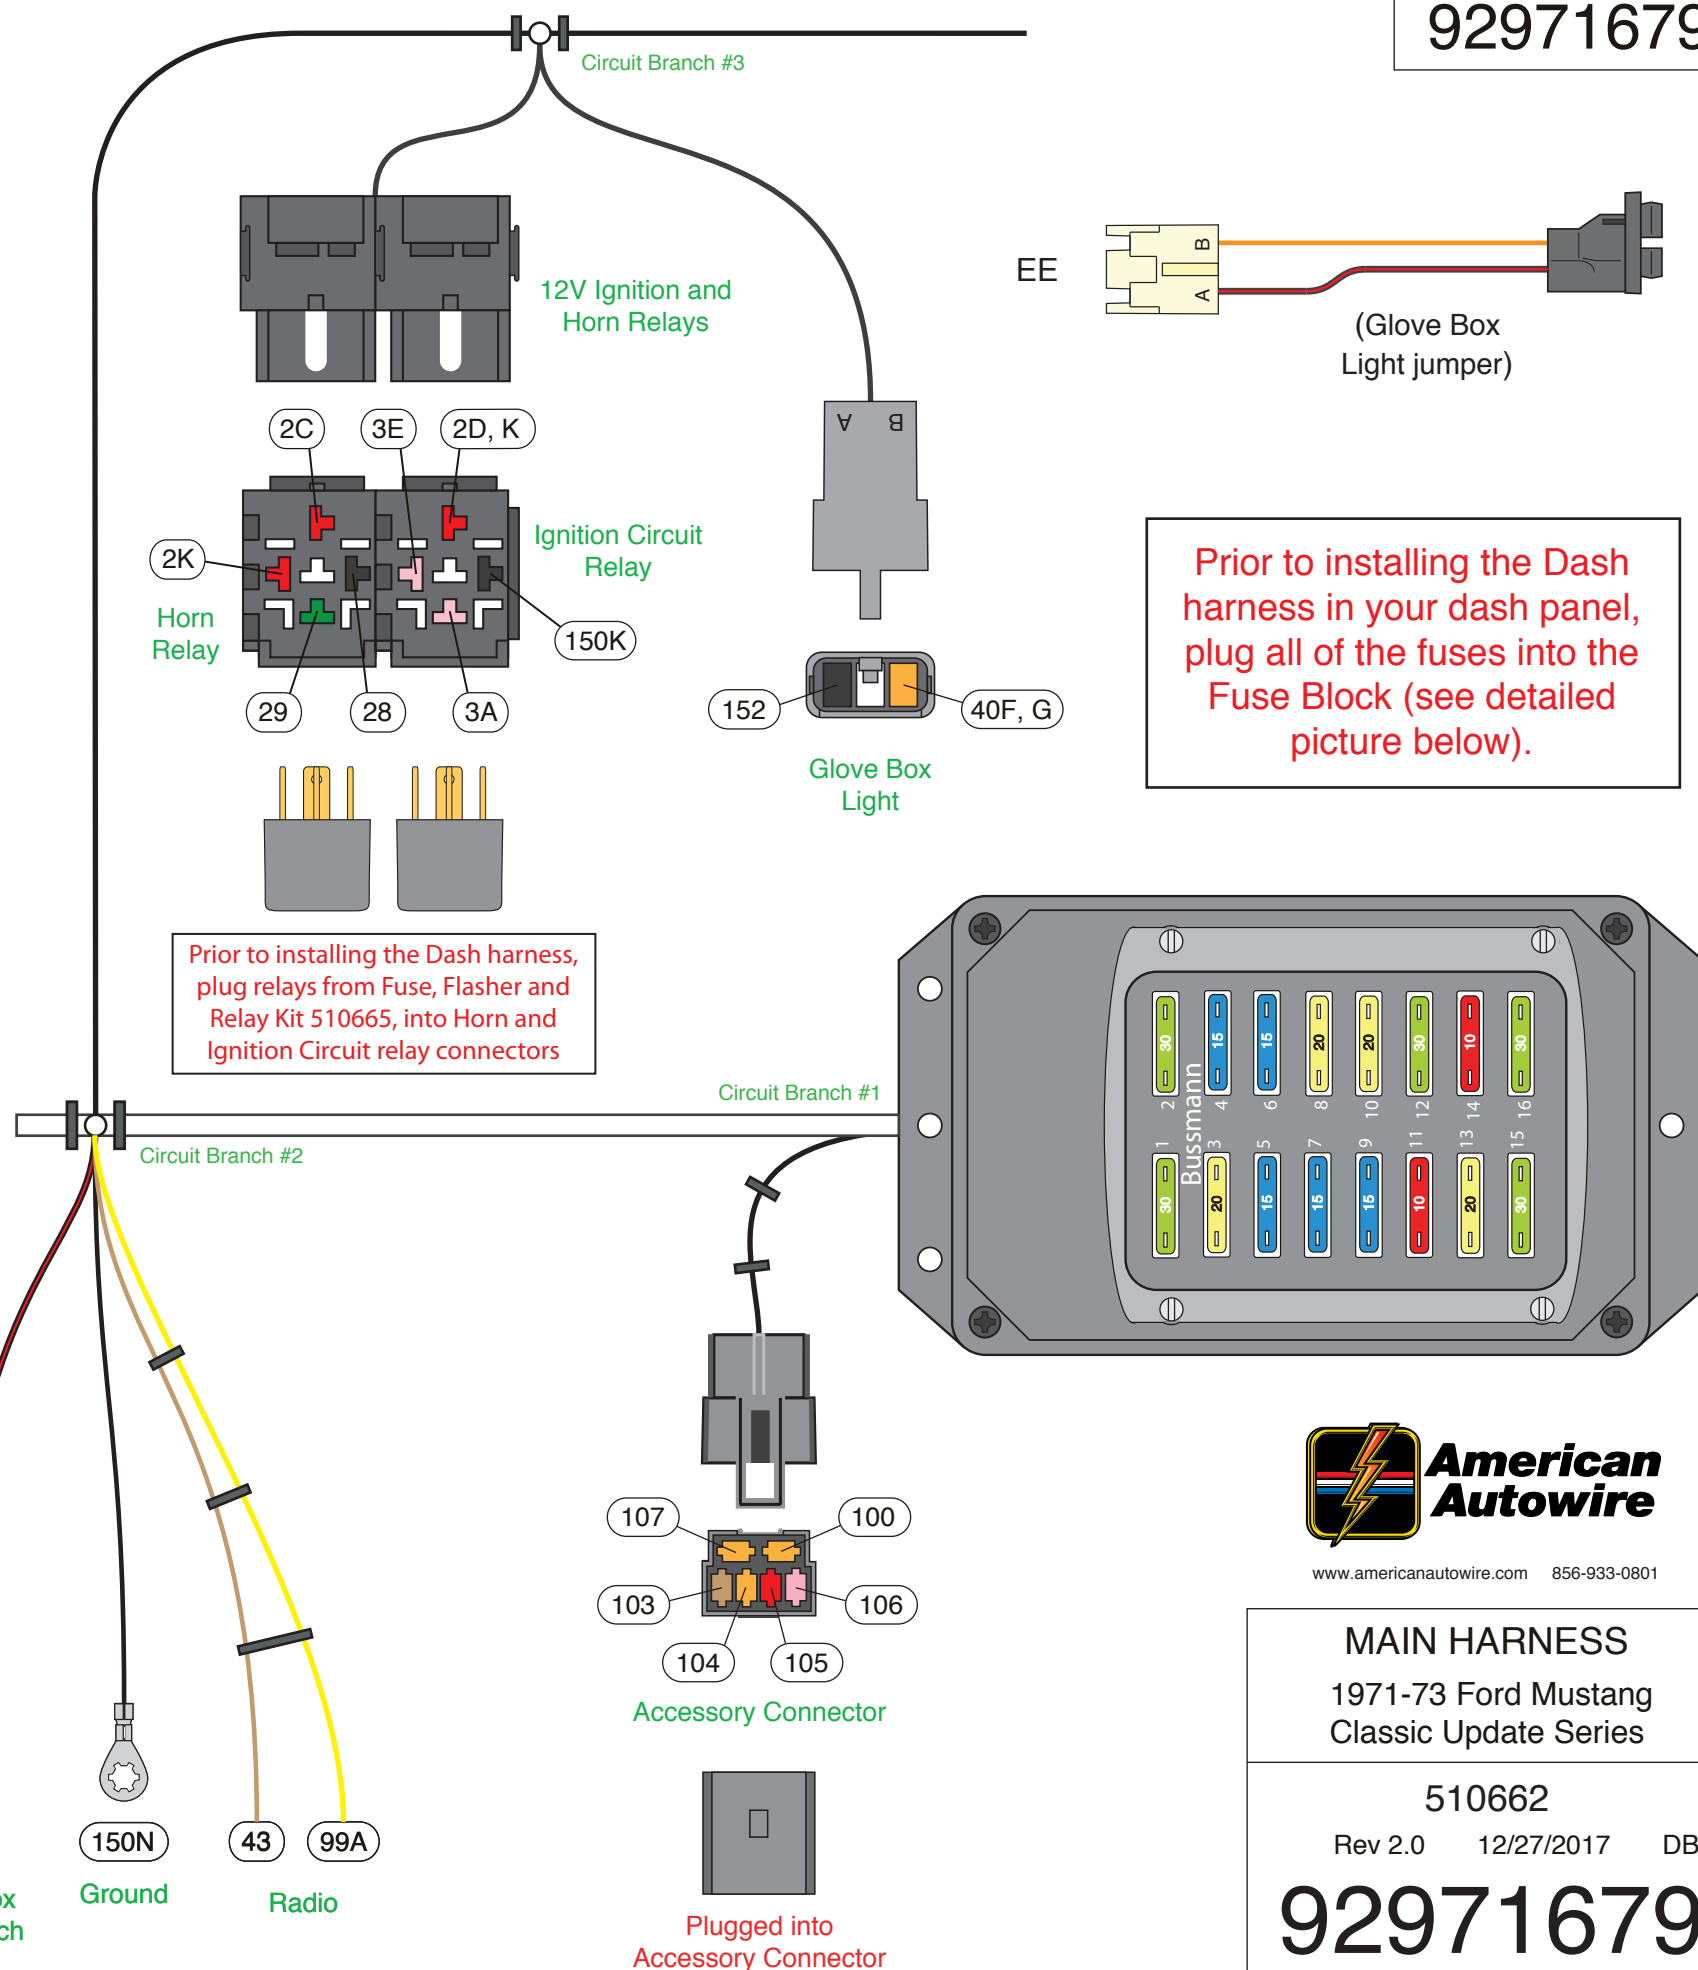 92971679
Circuit Branch #3
EE
B
A
(Glove Box
Light jumper)
12V Ignition and
Horn Relays
A B
2C
3E
2D, K
2K
Horn
Relay
Ignition Circuit
Relay
150K
29
28
3A
152
40F, G
Glove Box
Light
Prior to installing the Dash
harness in your dash panel,
plug all of the fuses into the
Fuse Block (see detailed
picture below).
Prior to installing the Dash harness,
plug relays from Fuse, Flasher and
Relay Kit 510665, into Horn and
Ignition Circuit relay connectors
Circuit Branch #1
Circuit Branch #2
30 15 15 20 20 30 10 30
2 4 6 8 10 12 14 16
Bussmann
1 3 5 7 9 11 13 15
30 20 15 15 15 10 20 30
107
100
103
106
104
105
Accessory Connector
Plugged into
Accessory Connector
150N
Ground
43
99A
Radio
ox
ch
American
Autowire
www.americanautowire.com 856-933-0801
MAIN HARNESS
1971-73 Ford Mustang
Classic Update Series
510662
Rev 2.0 12/27/2017 DB
92971679